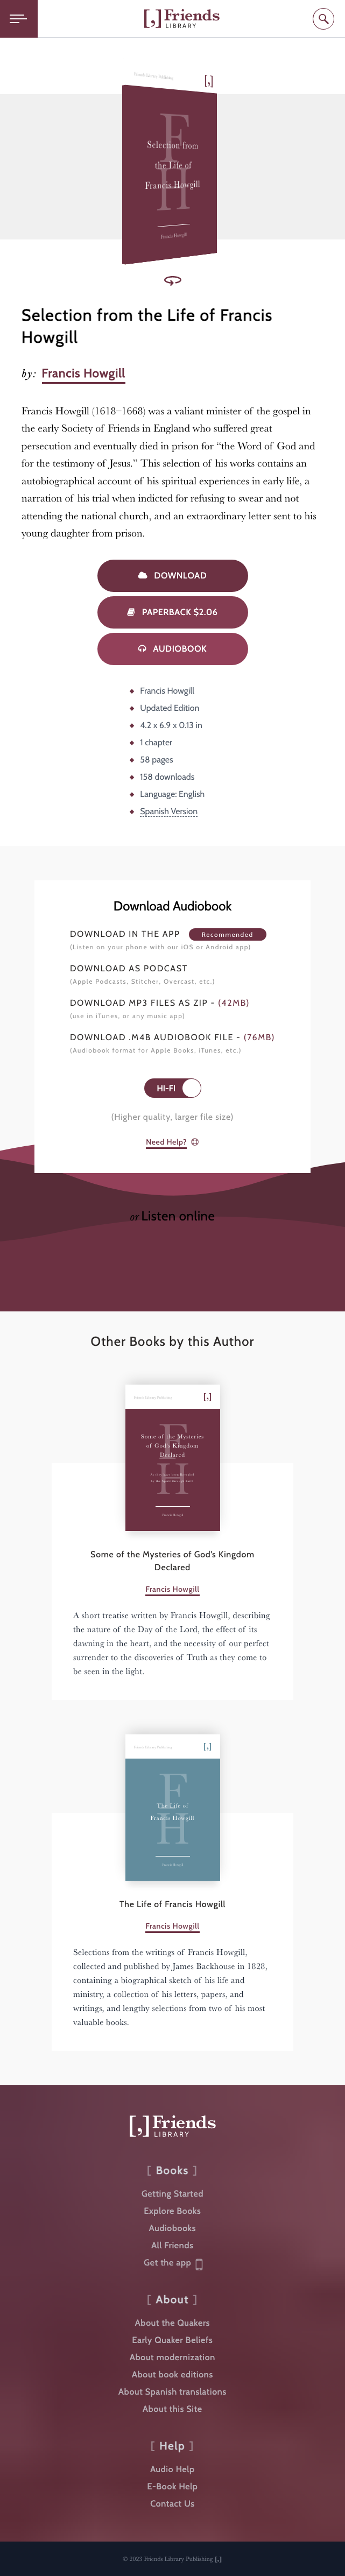 [,] Friends
LIBRARY
Friends Library Publishing
[,]
F
H
Selection from
the Life of
Francis Howgill
Francis Howgill
Selection from the Life of Francis
Howgill
by: Francis Howgill
Francis Howgill (1618–1668) was a valiant minister of the gospel in
the early Society of Friends in England who suffered great
persecution and eventually died in prison for “the Word of God and
for the testimony of Jesus.” This selection of his works contains an
autobiographical account of his spiritual experiences in early life, a
narration of his trial when indicted for refusing to swear and not
attending the national church, and an extraordinary letter sent to his
young daughter from prison.
DOWNLOAD
PAPERBACK $2.06
AUDIOBOOK
Francis Howgill
Updated Edition
4.2 x 6.9 x 0.13 in
1 chapter
58 pages
158 downloads
Language: English
Spanish Version
Download Audiobook
DOWNLOAD IN THE APP Recommended
(Listen on your phone with our iOS or Android app)
DOWNLOAD AS PODCAST
(Apple Podcasts, Stitcher, Overcast, etc.)
DOWNLOAD MP3 FILES AS ZIP - (42MB)
(use in iTunes, or any music app)
DOWNLOAD .M4B AUDIOBOOK FILE - (76MB)
(Audiobook format for Apple Books, iTunes, etc.)
HI-FI
(Higher quality, larger file size)
Need Help?
or Listen online
Other Books by this Author
Friends Library Publishing
[,]
F
H
Some of the Mysteries
of God's Kingdom
Declared
Francis Howgill
Some of the Mysteries of God's Kingdom
Declared
Francis Howgill
A short treatise written by Francis Howgill, describing
the nature of the Day of the Lord, the effect of its
dawning in the heart, and the necessity of our perfect
surrender to the discoveries of Truth as they come to
be seen in the light.
Friends Library Publishing
[,]
F
H
The Life of
Francis Howgill
Francis Howgill
The Life of Francis Howgill
Francis Howgill
Selections from the writings of Francis Howgill,
collected and published by James Backhouse in 1828,
containing a biographical sketch of his life and
ministry, a collection of his letters, papers, and
writings, and lengthy selections from two of his most
valuable books.
[,] Friends
LIBRARY
[ Books ]
Getting Started
Explore Books
Audiobooks
All Friends
Get the app
[ About ]
About the Quakers
Early Quaker Beliefs
About modernization
About book editions
About Spanish translations
About this Site
[ Help ]
Audio Help
E-Book Help
Contact Us
© 2023 Friends Library Publishing [,]